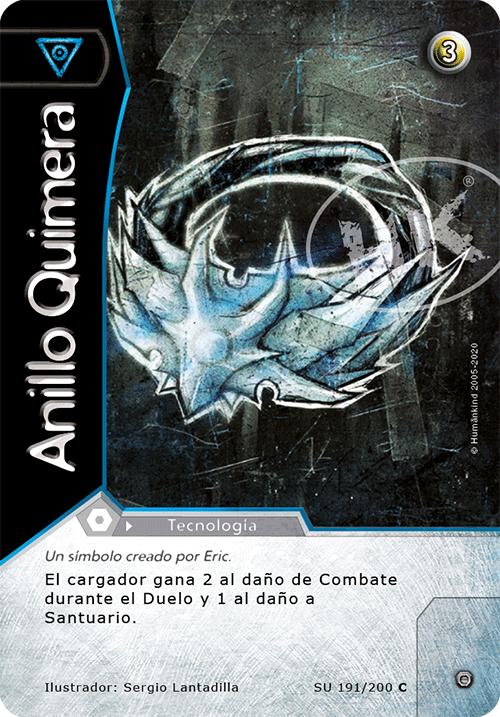 3
Anillo Quimera
HK®
© Humankind 2005-2020
Tecnología
Un símbolo creado por Eric.
El cargador gana 2 al daño de Combate
durante el Duelo y 1 al daño a
Santuario.
Ilustrador: Sergio Lantadilla
SU 191/200 C